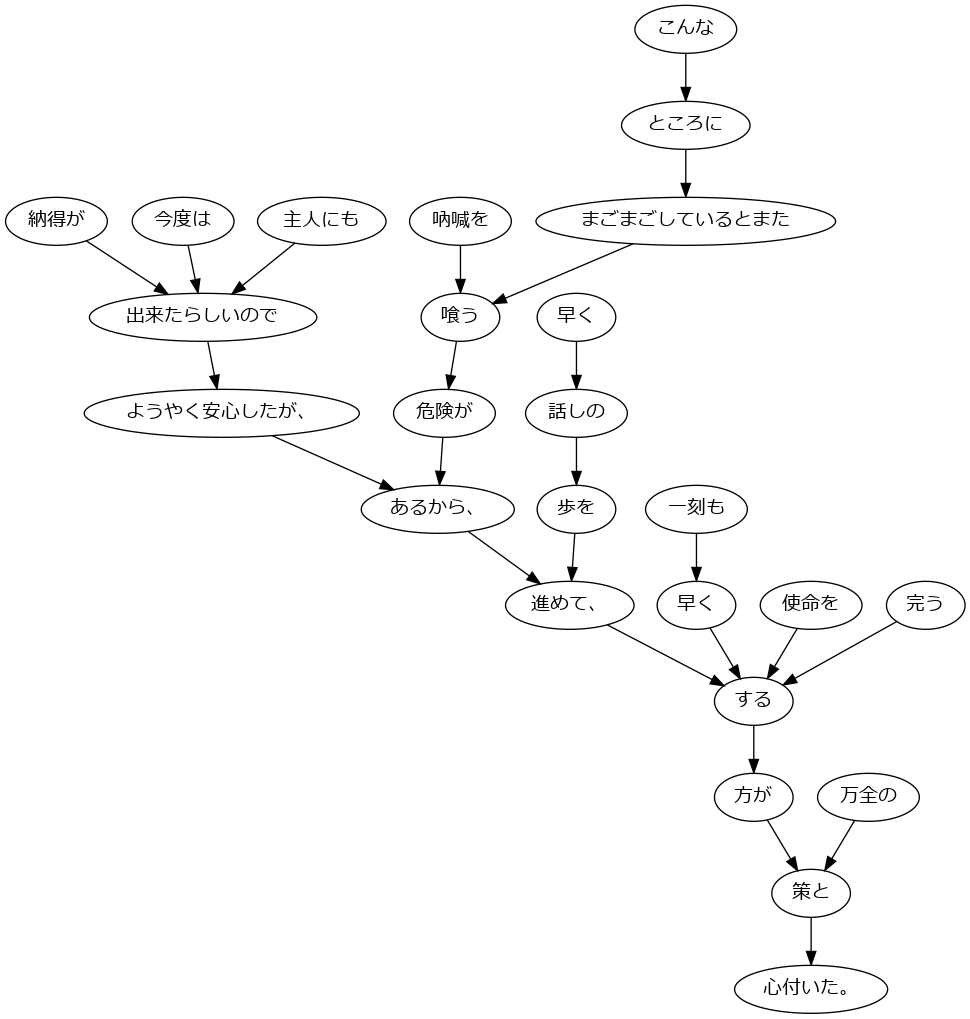 こんな
ところに
納得が
今度は
主人にも
吶喊を
まごまごしているとまた
出来たらしいので
喰う
早く
ようやく安心したが、
危険が
話しの
あるから、
歩を
一刻も
進めて、
早く
使命を
完う
する
方が
万全の
策と
心付いた。